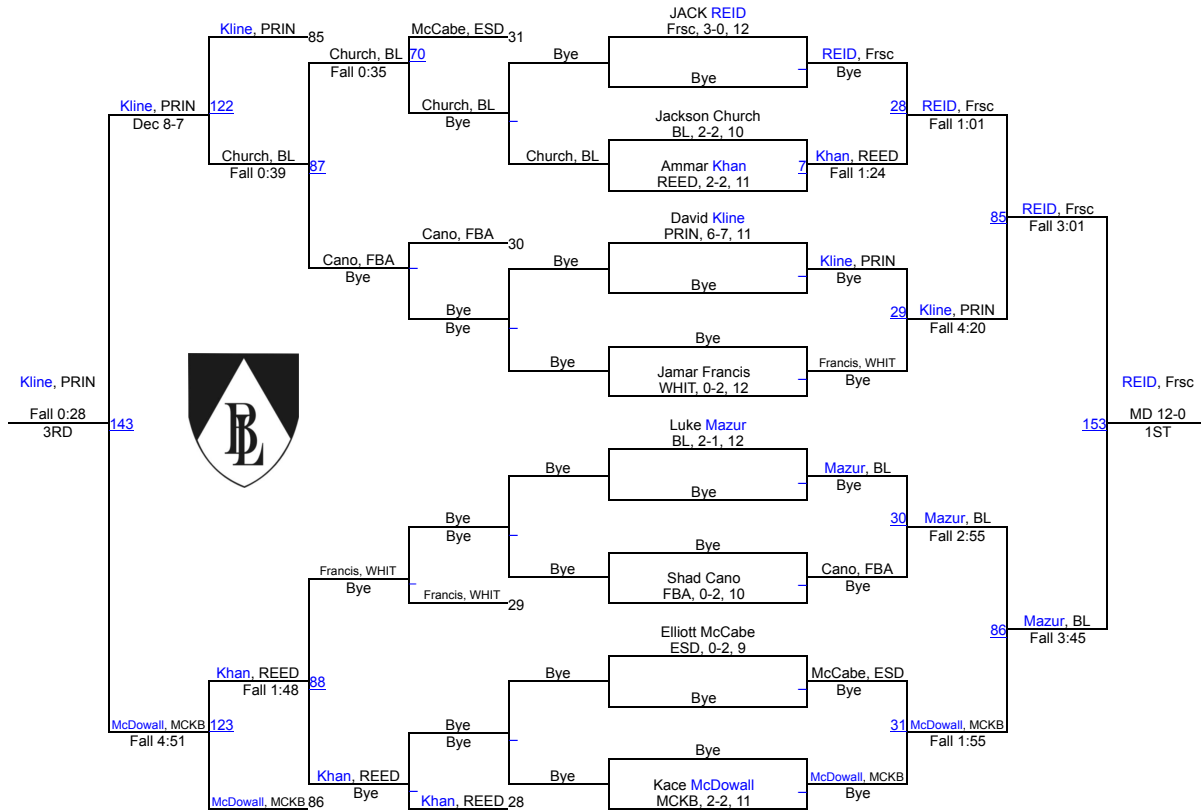 JACK REID
Frsc, 3-0, 12
Kline, PRIN
85
McCabe, ESD
31
Bye
Bye
REID, Frsc
Bye
Church, BL
70
Fall 0:35
Kline, PRIN
122
Dec 8-7
Church, BL
Bye
Jackson Church
BL, 2-2, 10
28
REID, Frsc
Fall 1:01
Church, BL
87
Fall 0:39
Church, BL
Ammar Khan
REED, 2-2, 11
7
Khan, REED
Fall 1:24
David Kline
PRIN, 6-7, 11
85
REID, Frsc
Fall 3:01
Cano, FBA
30
Cano, FBA
Bye
Bye
Bye
Kline, PRIN
Bye
Bye
Bye
29
Kline, PRIN
Fall 4:20
Bye
Bye
Jamar Francis
WHIT, 0-2, 12
Francis, WHIT
Bye
Kline, PRIN
Fall 0:28
3RD
143
BL
REID, Frsc
153
MD 12-0
1ST
Luke Mazur
BL, 2-1, 12
Bye
Bye
Mazur, BL
Bye
Bye
Bye
30
Mazur, BL
Fall 2:55
Bye
Bye
Shad Cano
FBA, 0-2, 10
Cano, FBA
Bye
Francis, WHIT
Bye
Francis, WHIT
29
86
Mazur, BL
Fall 3:45
Elliott McCabe
ESD, 0-2, 9
Bye
Bye
McCabe, ESD
Bye
Khan, REED
88
Fall 1:48
McDowall, MCKB
123
Fall 4:51
Bye
Bye
31
McDowall, MCKB
Fall 1:55
Bye
Khan, REED
Bye
Bye
Kace McDowall
MCKB, 2-2, 11
McDowall, MCKB
Bye
McDowall, MCKB
86
Khan, REED
28